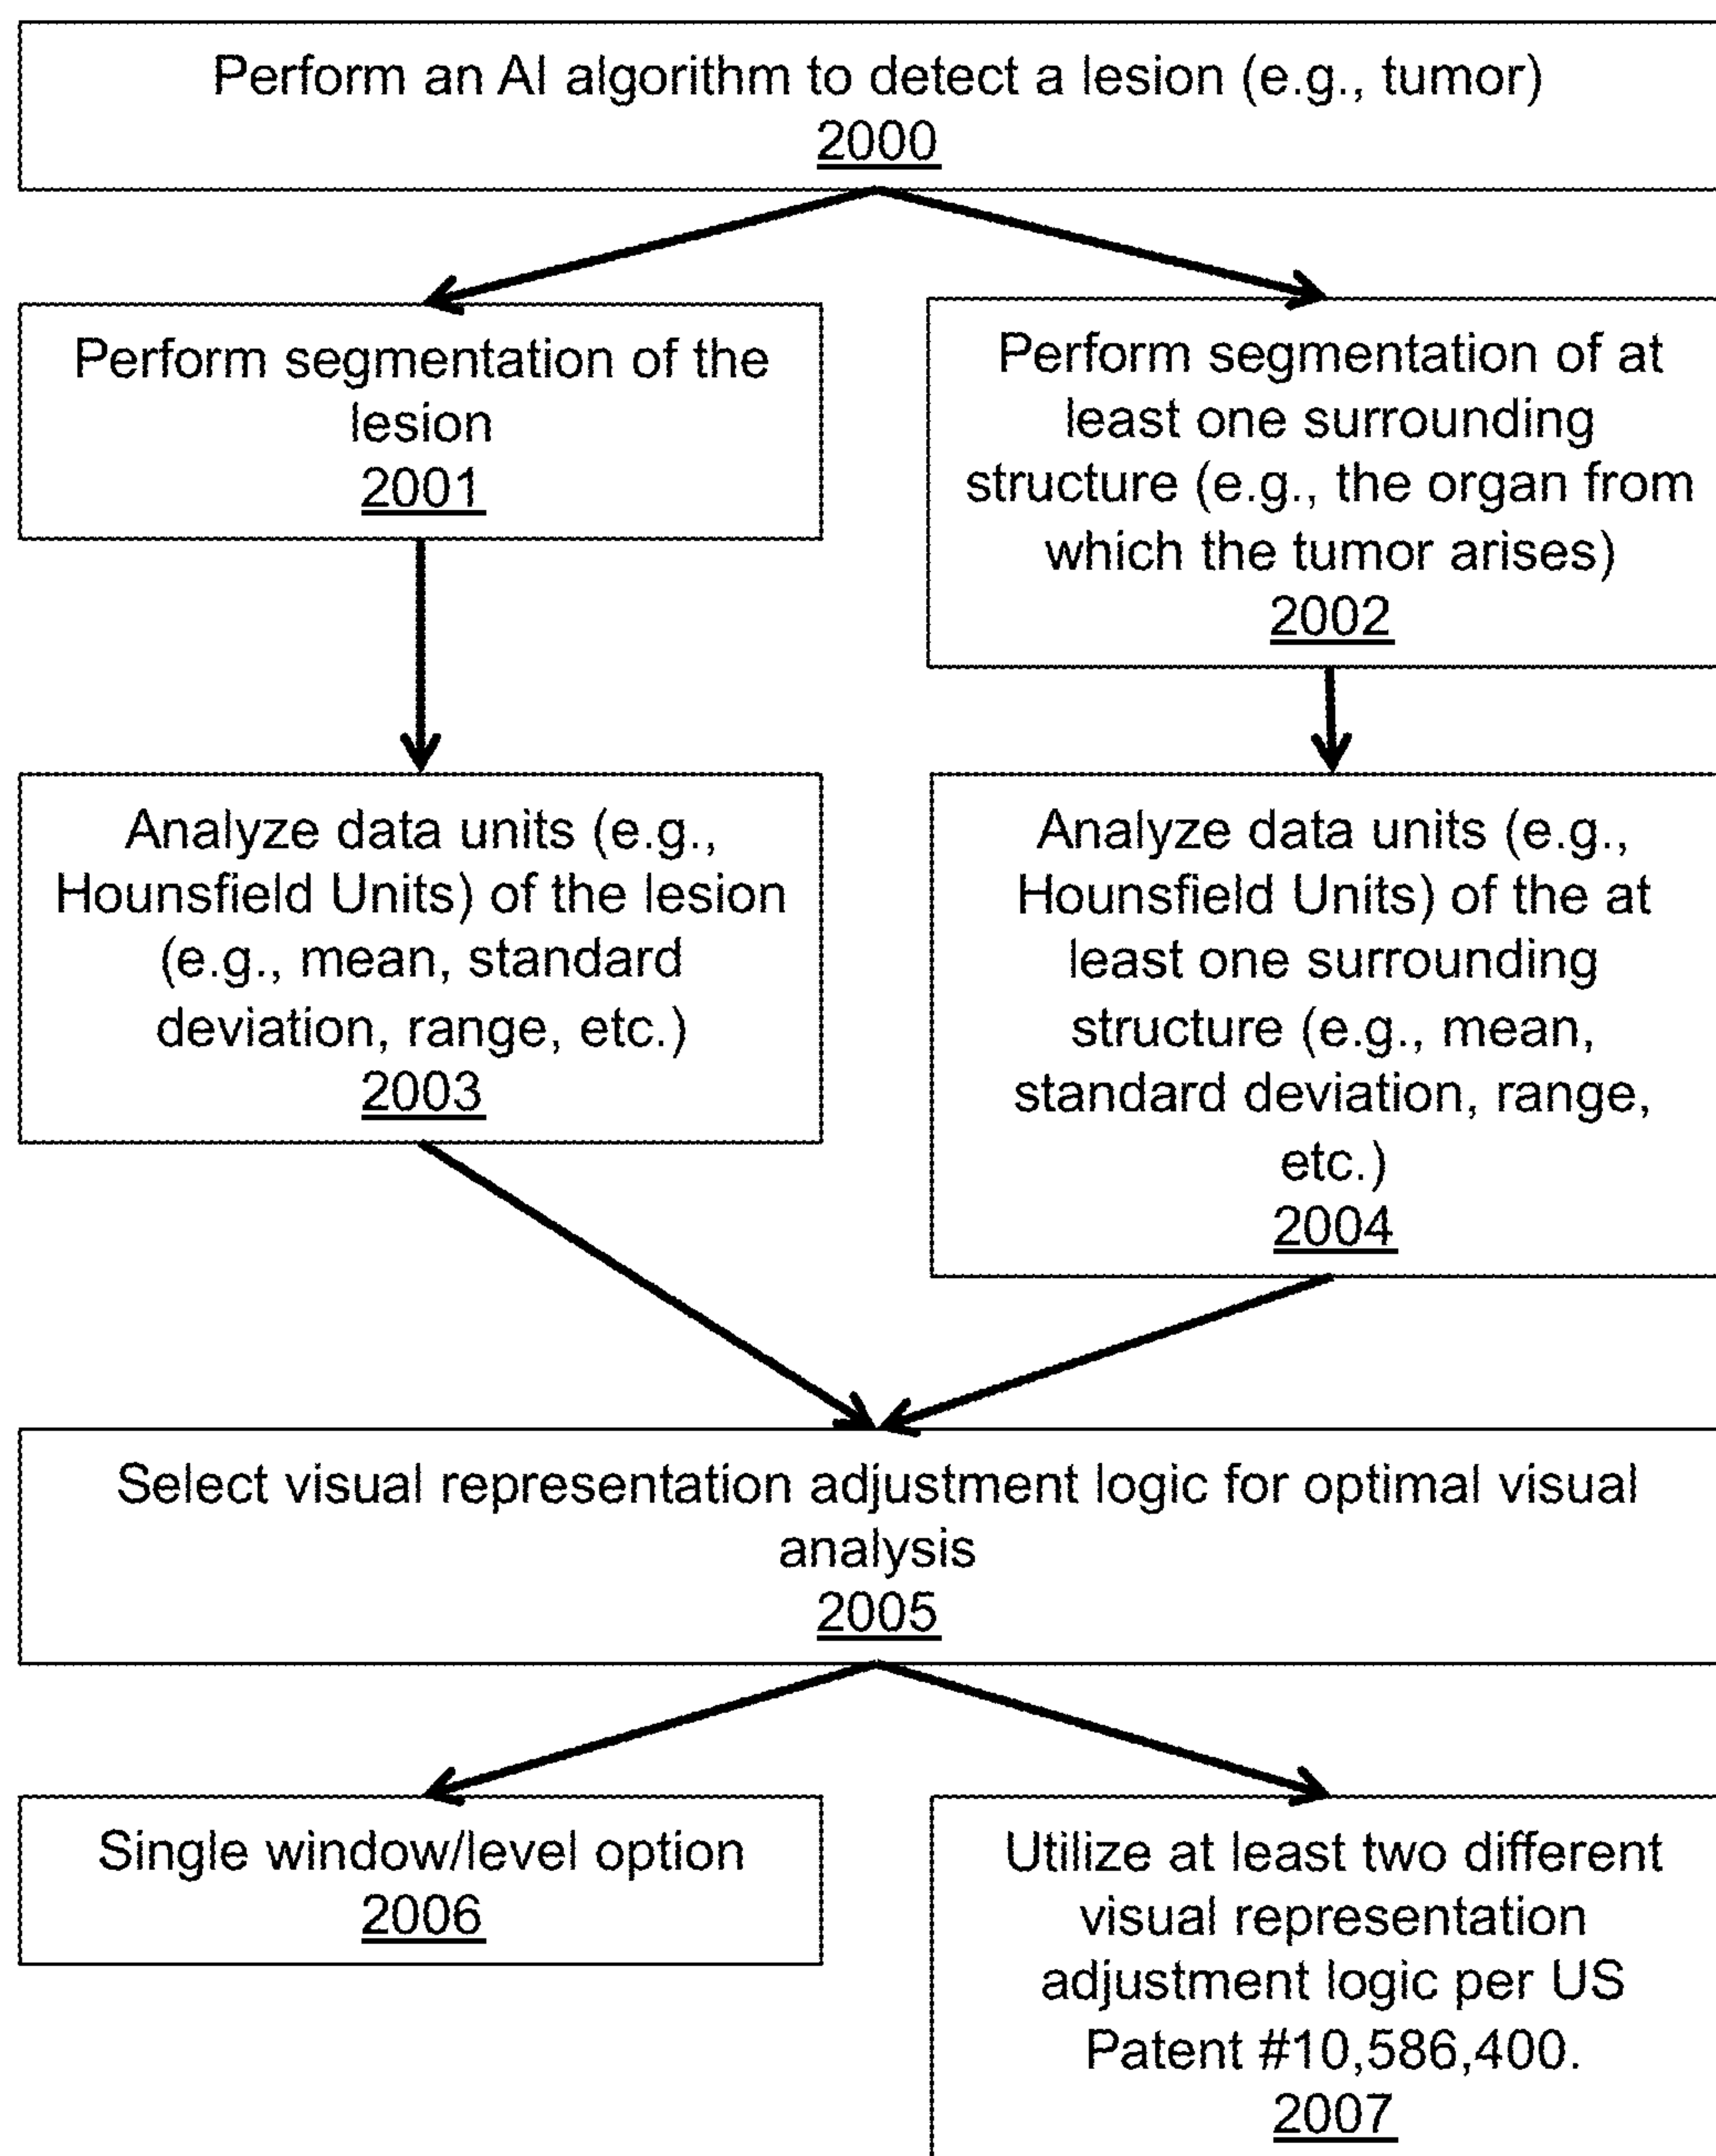 Perform an AI algorithm to detect a lesion (e.g., tumor)
2000
Perform segmentation of the
lesion
2001
Perform segmentation of at
least one surrounding
structure (e.g., the organ from
which the tumor arises)
2002
Analyze data units (e.g.,
Hounsfield Units) of the lesion
(e.g., mean, standard
deviation, range, etc.)
2003
Analyze data units (e.g.,
Hounsfield Units) of the at
least one surrounding
structure (e.g., mean,
standard deviation, range,
etc.)
2004
Select visual representation adjustment logic for optimal visual
analysis
2005
Single window/level option
2006
Utilize at least two different
visual representation
adjustment logic per US
Patent #10,586,400.
2007